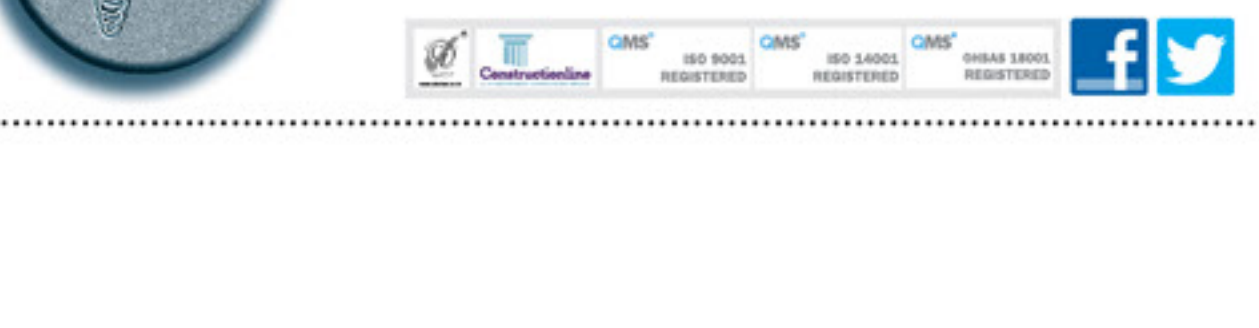 Constructionline
QMS
ISO 9001
REGISTERED
QMS
ISO 14001
REGISTERED
QMS
OHSAS 18001
REGISTERED